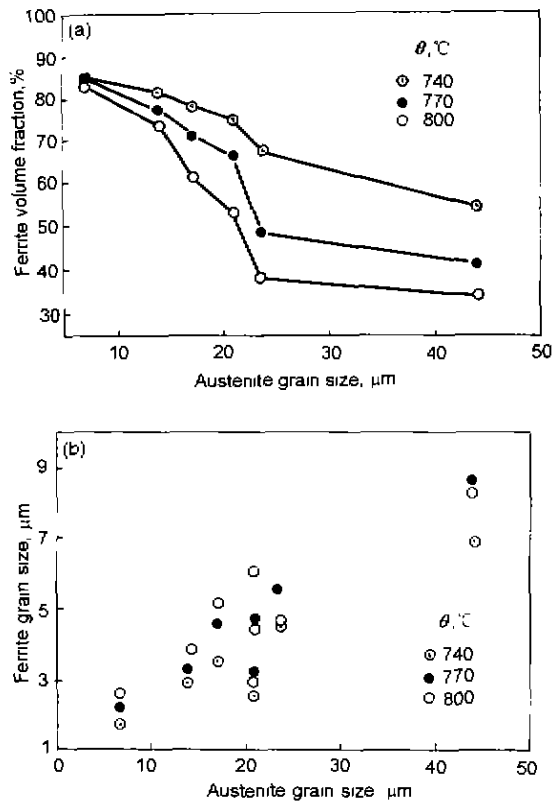 (a)
Ferrite volume fraction, %
100
90
80
70
60
50
40
30
θ, °C
740
770
800
10 20 30 40 50
Austenite grain size, μm
(b)
Ferrite grain size, μm
9
7
5
3
1
θ, °C
740
770
800
0 10 20 30 40 50
Austenite grain size μm